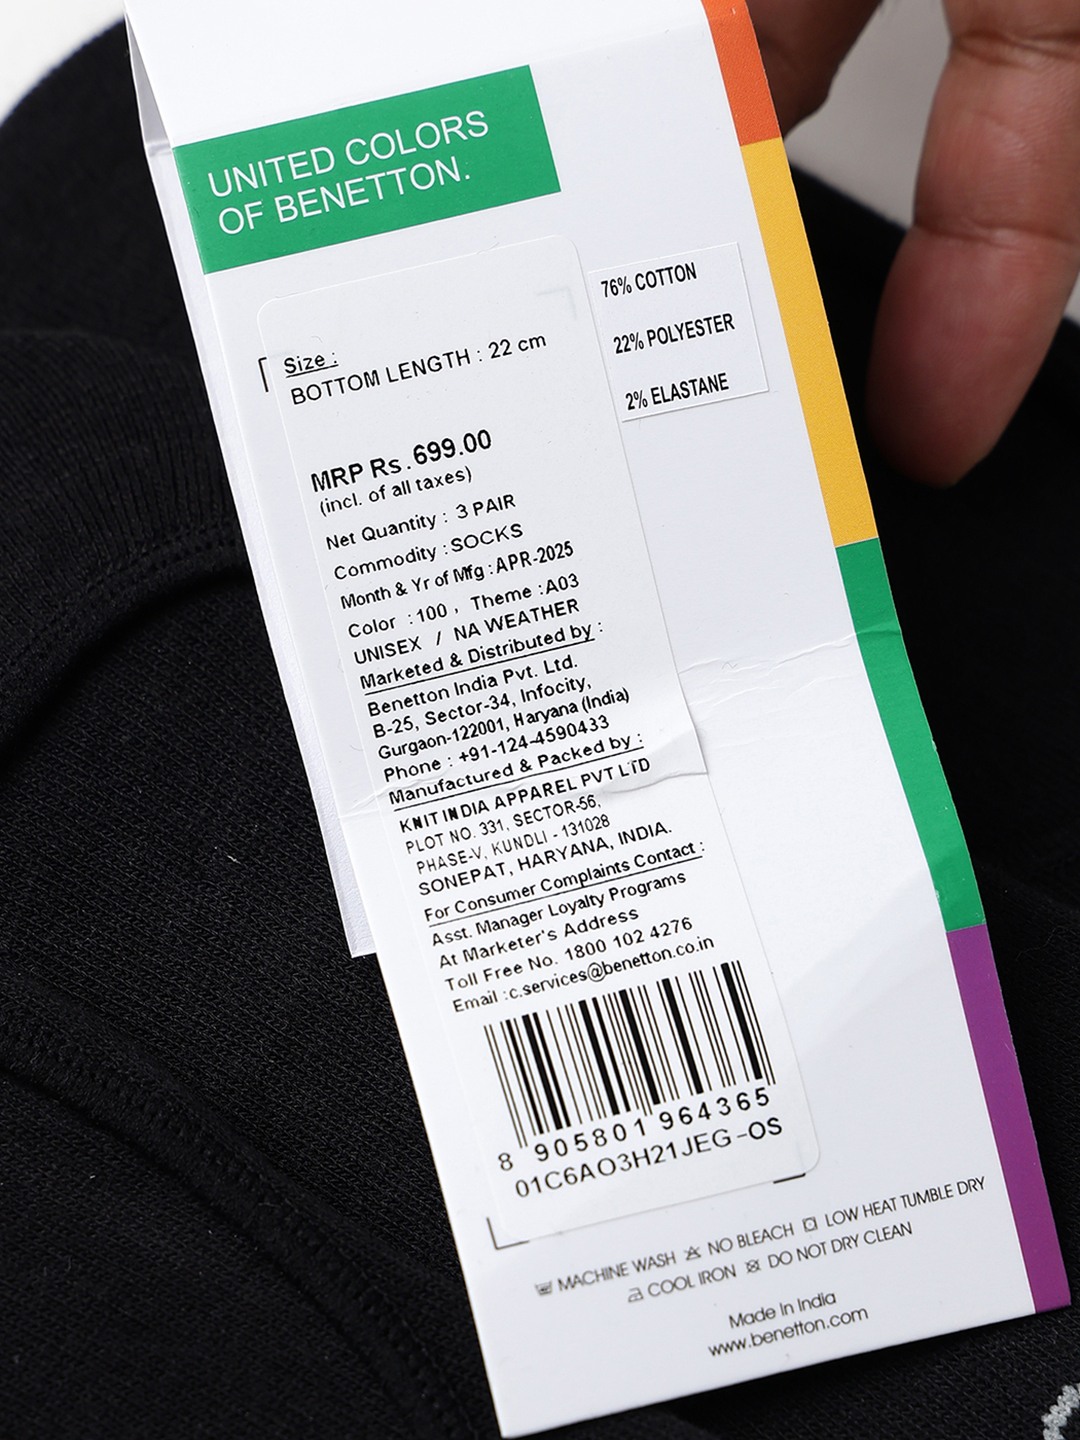 UNITED COLORS
OF BENETTON.
76% COTTON
22% POLYESTER
2% ELASTANE
Size :
BOTTOM LENGTH : 22 cm
MRP Rs.699.00
(incl. of all taxes)
Net Quantity : 3 PAIR
Commodity :SOCKS
Month & Yr of Mfg :APR-2025
Color :100 , Theme :A03
UNISEX / NA WEATHER
Marketed & Distributed by :
Benetton India Pvt. Ltd.
B-25, Sector-34, Infocity,
Gurgaon-122001, Haryana (India)
Phone : +91-124-4590433
Manufactured & Packed by :
KNIT INDIA APPAREL PVT LTD
PLOT NO. 331, SECTOR-56,
PHASE-V, KUNDLI - 131028
SONEPAT, HARYANA, INDIA.
For Consumer Complaints Contact :
Asst. Manager Loyalty Programs
At Marketer's Address
Toll Free No. 1800 102 4276
Email :c.services@benetton.co.in
8 905801 964365
01C6AO3H21JEG-OS
MACHINE WASH NO BLEACH LOW HEAT TUMBLE DRY
COOL IRON DO NOT DRY CLEAN
Made In India
www.benetton.com